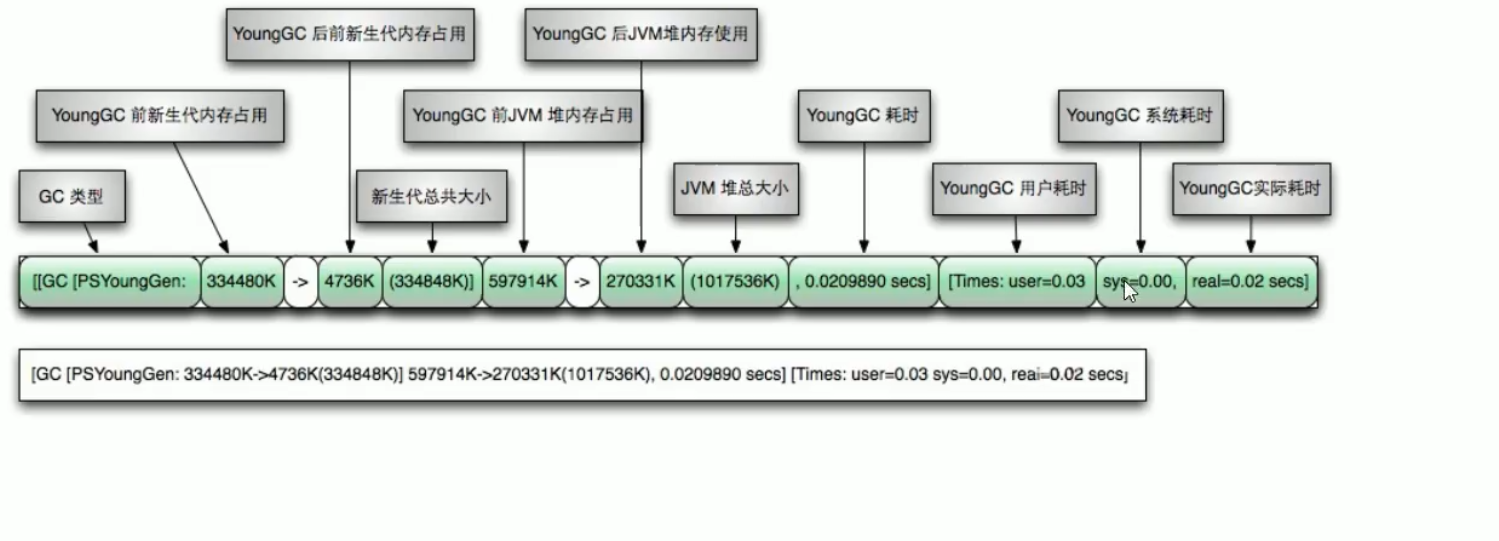 YoungGC 后前新生代内存占用
YoungGC 后JVM堆内存使用
YoungGC 前新生代内存占用
YoungGC 前JVM 堆内存占用
YoungGC 耗时
YoungGC 系统耗时
GC 类型
新生代总共大小
JVM 堆总大小
YoungGC 用户耗时
YoungGC实际耗时
[[GC [PSYoungGen: 334480K -> 4736K (334848K)] 597914K -> 270331K (1017536K) , 0.0209890 secs] [Times: user=0.03 sys=0.00, real=0.02 secs]
[GC [PSYoungGen: 334480K->4736K(334848K)] 597914K->270331K(1017536K), 0.0209890 secs] [Times: user=0.03 sys=0.00, real=0.02 secs]